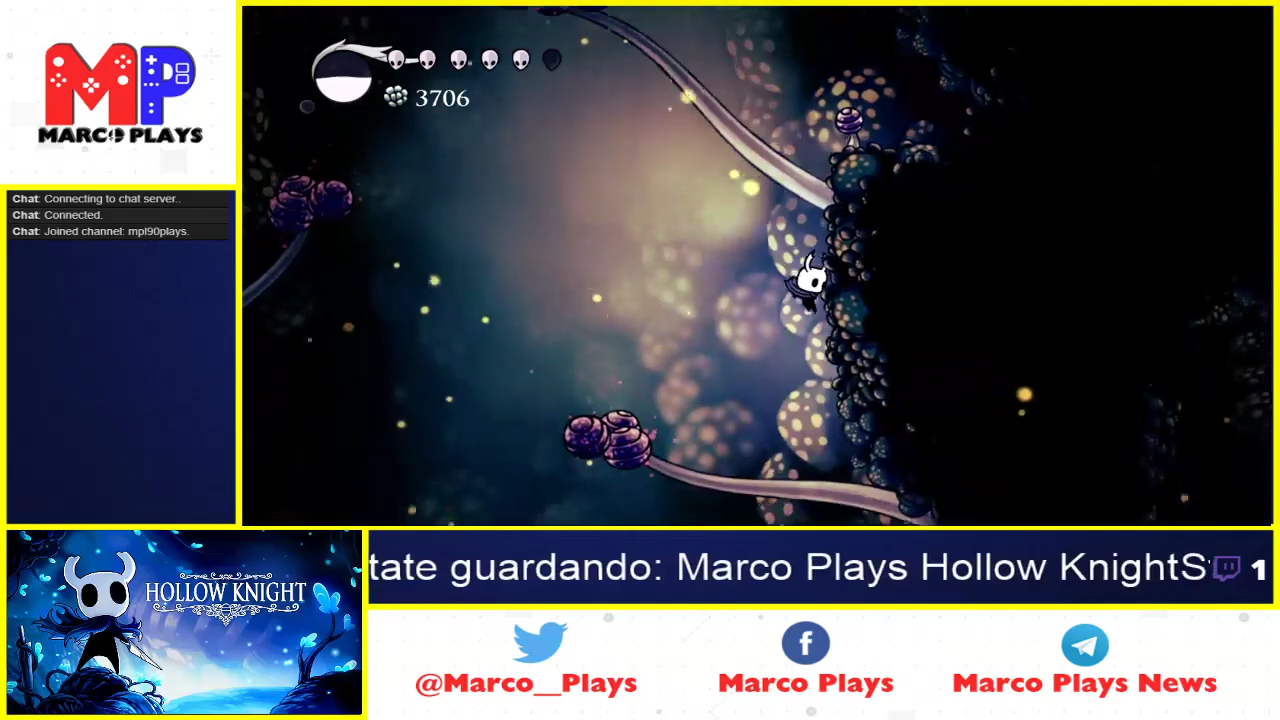 MP
MARCO PLAYS
3706
Chat: Connecting to chat server..
Chat: Connected.
Chat: Joined channel: mpl90plays.
HOLLOW KNIGHT
tate guardando: Marco Plays Hollow KnightS
1
@Marco__Plays
Marco Plays
Marco Plays News